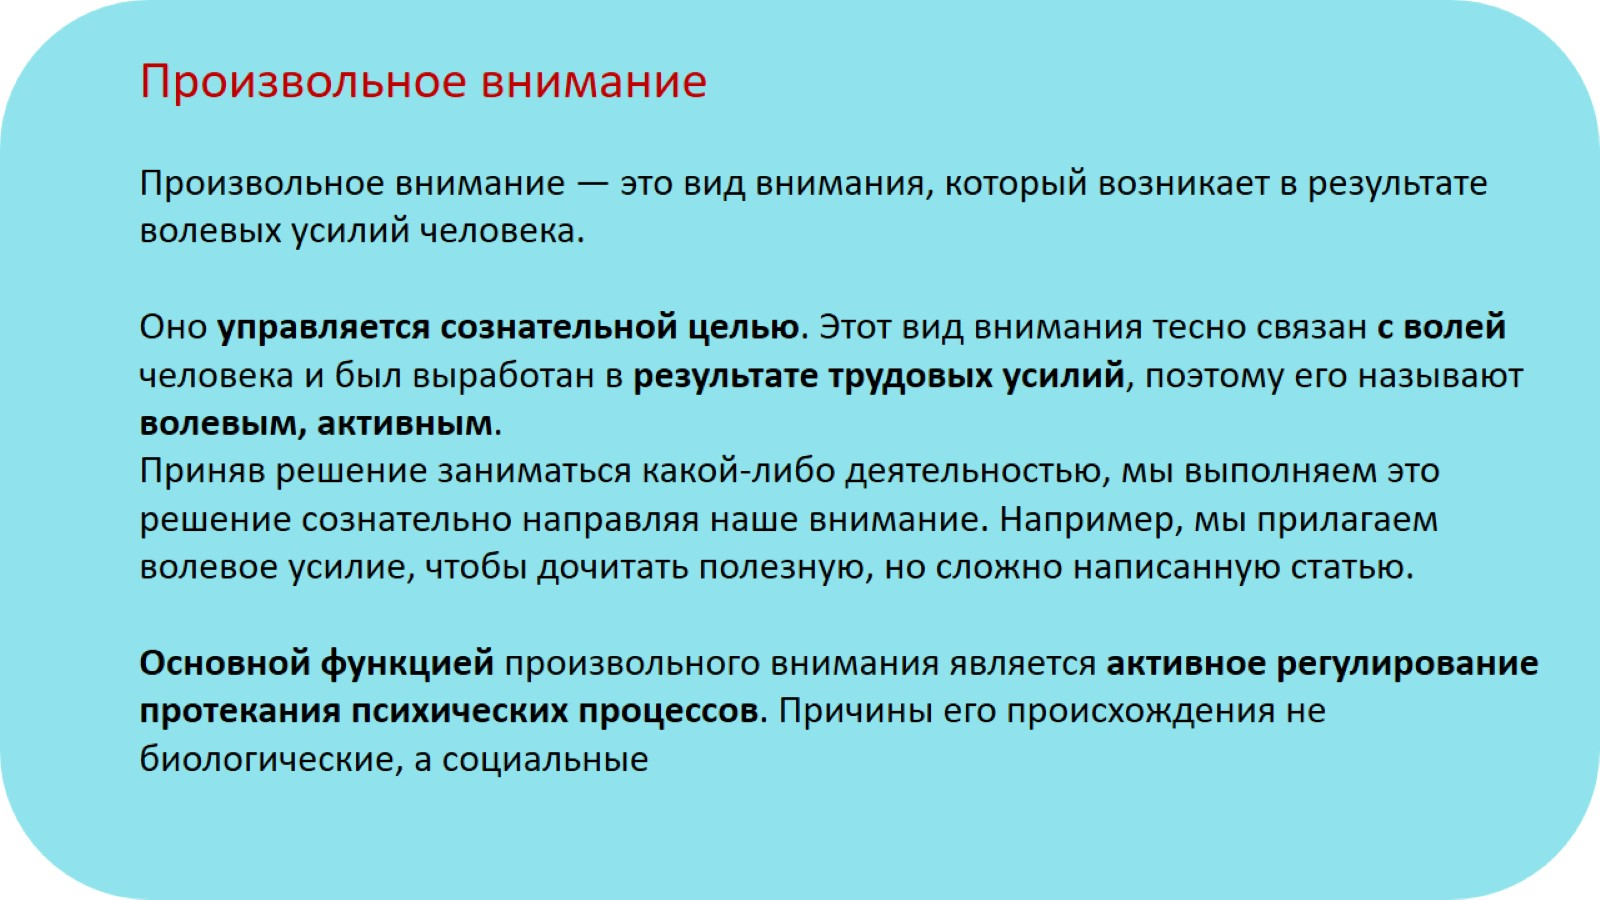 Произвольное внимание
Произвольное внимание — это вид внимания, который возникает в результате
волевых усилий человека.
Оно управляется сознательной целью. Этот вид внимания тесно связан с волей
человека и был выработан в результате трудовых усилий, поэтому его называют
волевым, активным.
Приняв решение заниматься какой-либо деятельностью, мы выполняем это
решение сознательно направляя наше внимание. Например, мы прилагаем
волевое усилие, чтобы дочитать полезную, но сложно написанную статью.
Основной функцией произвольного внимания является активное регулирование
протекания психических процессов. Причины его происхождения не
биологические, а социальные